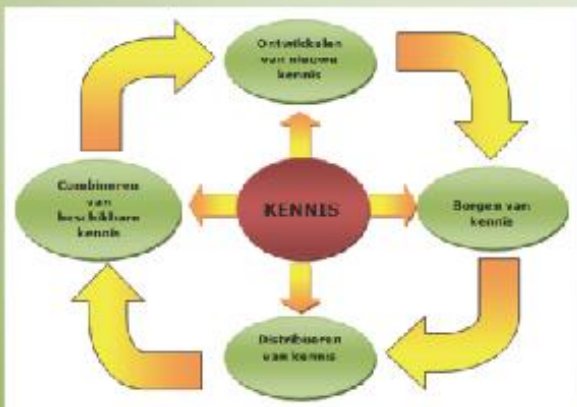 Ontwikkelen
van nieuwe
kennis
Combineren
van
beschikbare
kennis
KENNIS
Borgen van
kennis
Distribueren
van kennis